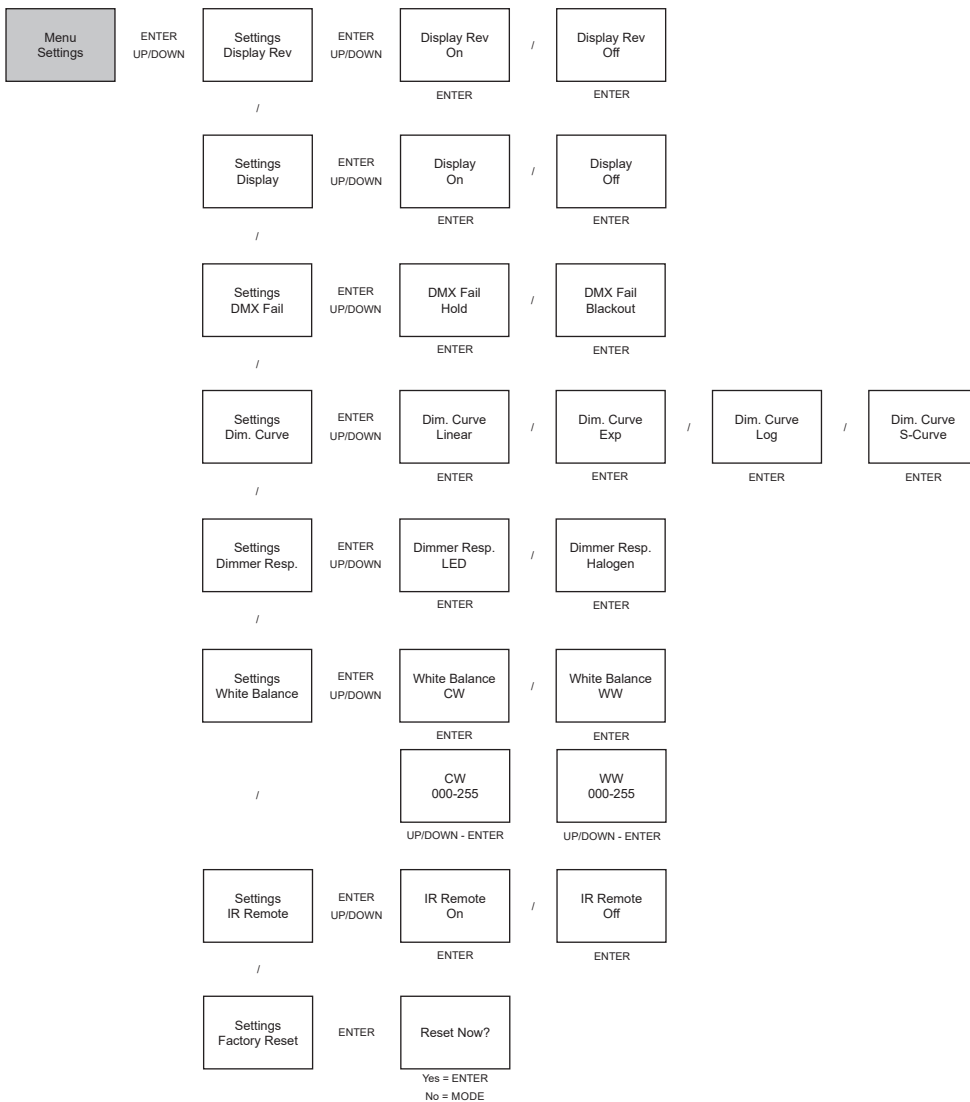 Menu
Settings
ENTER
UP/DOWN
Settings
Display Rev
ENTER
UP/DOWN
Display Rev
On
ENTER
/
Display Rev
Off
ENTER
/
Settings
Display
ENTER
UP/DOWN
Display
On
ENTER
/
Display
Off
ENTER
/
Settings
DMX Fail
ENTER
UP/DOWN
DMX Fail
Hold
ENTER
/
DMX Fail
Blackout
ENTER
/
Settings
Dim. Curve
ENTER
UP/DOWN
Dim. Curve
Linear
ENTER
/
Dim. Curve
Exp
ENTER
/
Dim. Curve
Log
ENTER
/
Dim. Curve
S-Curve
ENTER
/
Settings
Dimmer Resp.
ENTER
UP/DOWN
Dimmer Resp.
LED
ENTER
/
Dimmer Resp.
Halogen
ENTER
/
Settings
White Balance
ENTER
UP/DOWN
White Balance
CW
ENTER
/
White Balance
WW
ENTER
/
CW
000-255
UP/DOWN - ENTER
WW
000-255
UP/DOWN - ENTER
Settings
IR Remote
ENTER
UP/DOWN
IR Remote
On
ENTER
/
IR Remote
Off
ENTER
/
Settings
Factory Reset
ENTER
Reset Now?
Yes = ENTER
No = MODE